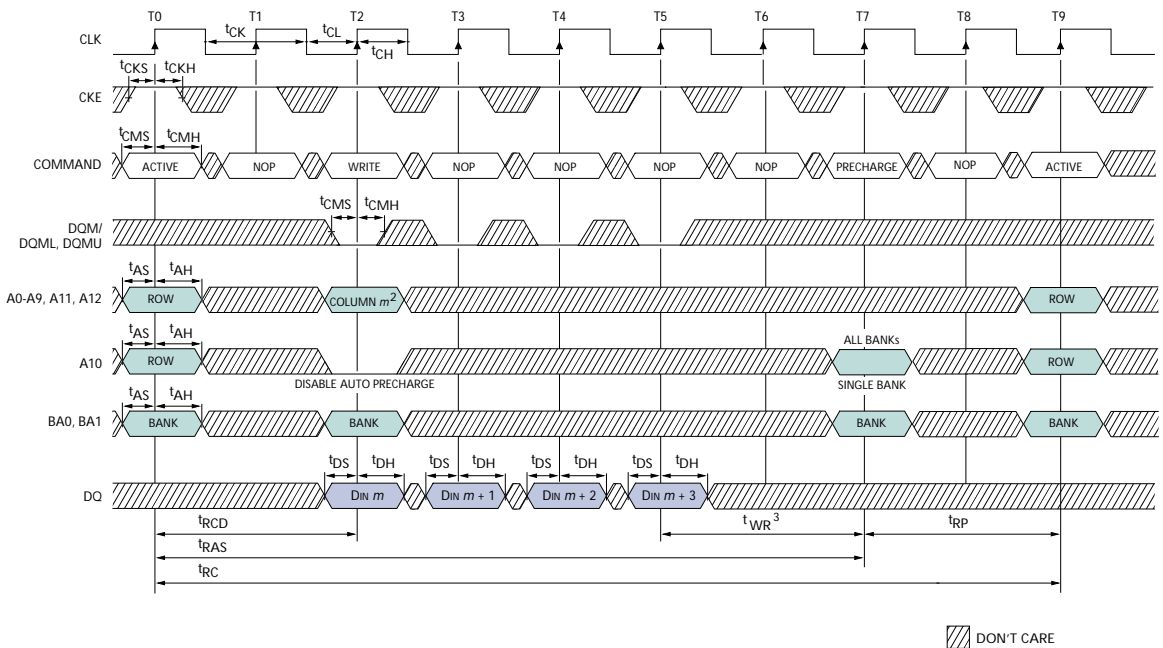 T0 T1 T2 T3 T4 T5 T6 T7 T8 T9
CLK
tCK tCL
tCH
tCKS tCKH
CKE
tCMS tCMH
COMMAND ACTIVE NOP WRITE NOP NOP NOP NOP PRECHARGE NOP ACTIVE
tCMS tCMH
DQM/
DQML, DQMU
tAS tAH
A0-A9, A11, A12 ROW COLUMN m2 ROW
tAS tAH
ALL BANKs
A10 ROW ROW
DISABLE AUTO PRECHARGE SINGLE BANK
tAS tAH
BA0, BA1 BANK BANK BANK BANK
tDS tDH tDS tDH tDS tDH tDS tDH
DQ DIN m DIN m + 1 DIN m + 2 DIN m + 3
tRCD tWR3 tRP
tRAS
tRC
DON'T CARE